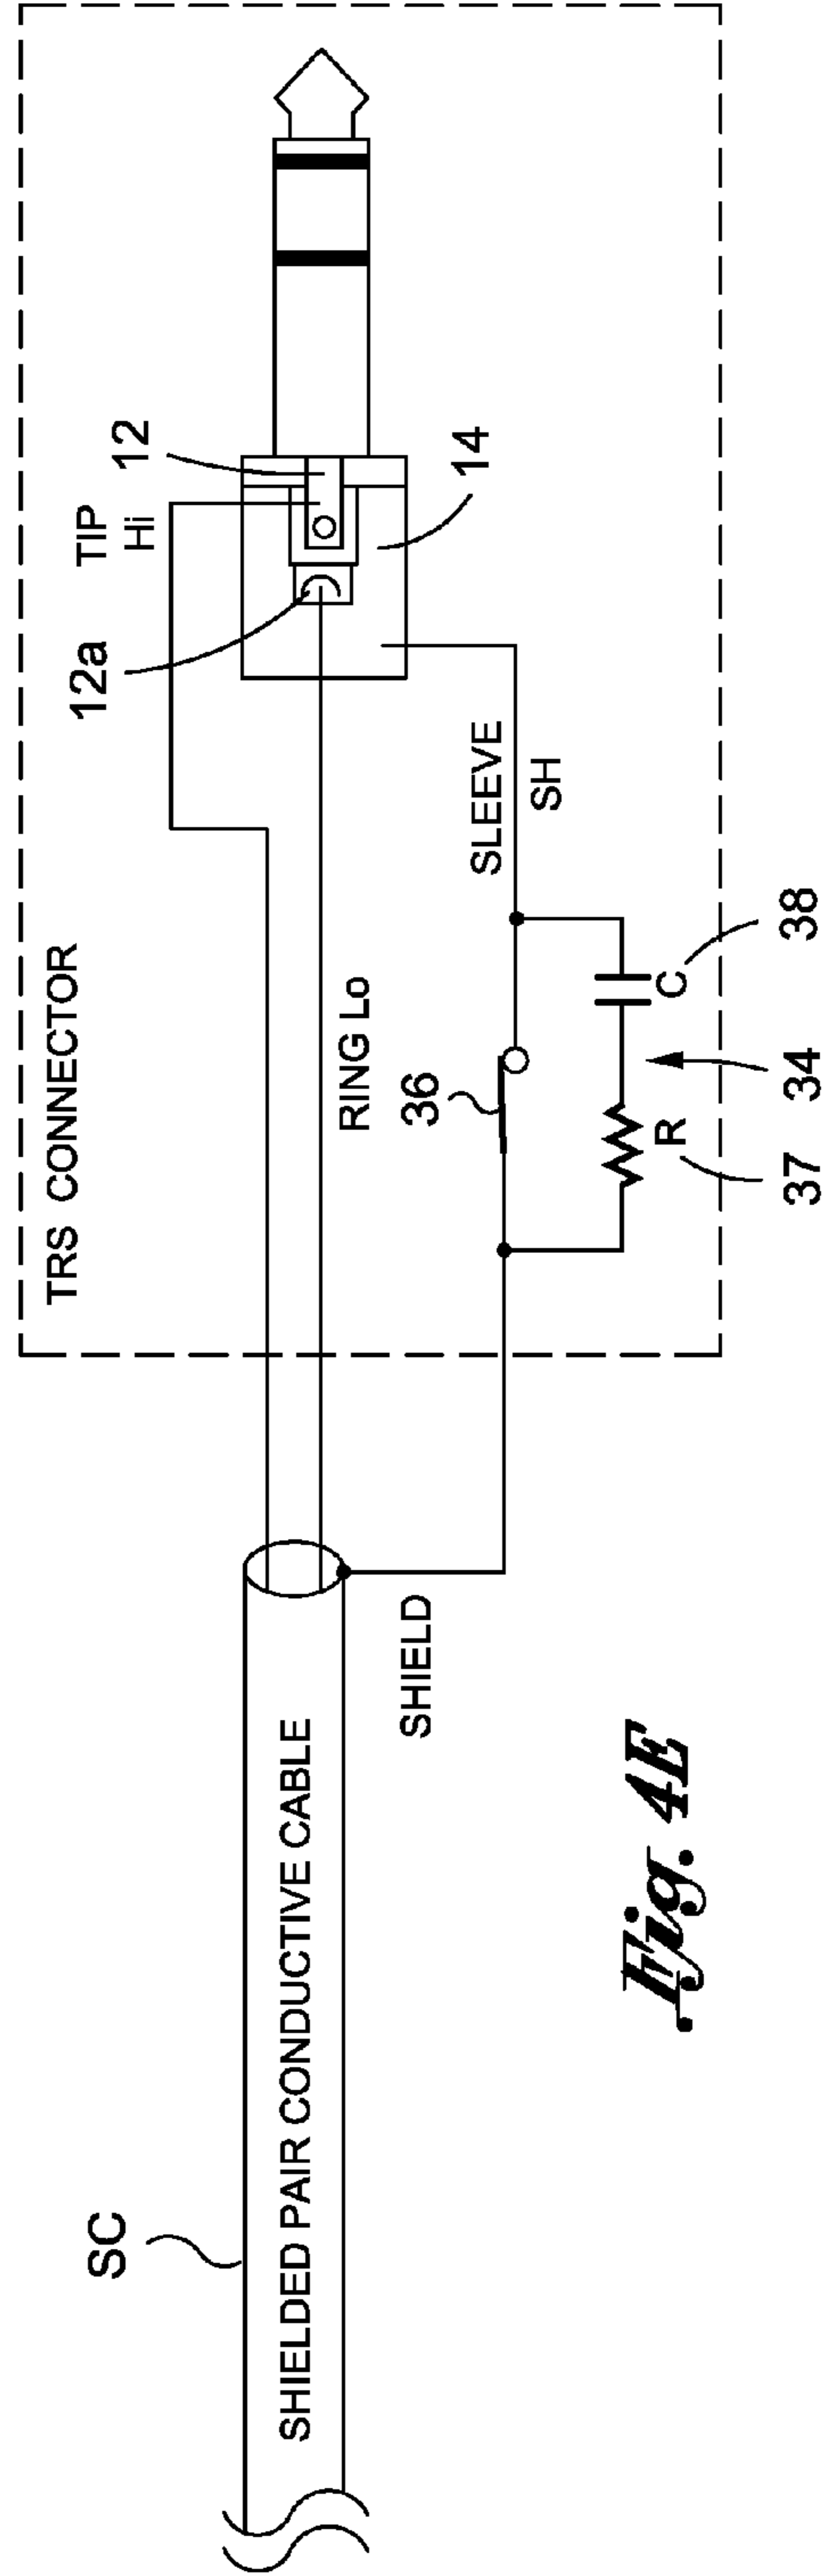 TRS CONNECTOR
TIP
Hi
12
12a
14
RING Lo
SLEEVE
SH
36
C
38
34
R
37
SHIELD
SC
SHIELDED PAIR CONDUCTIVE CABLE
Fig. 4E